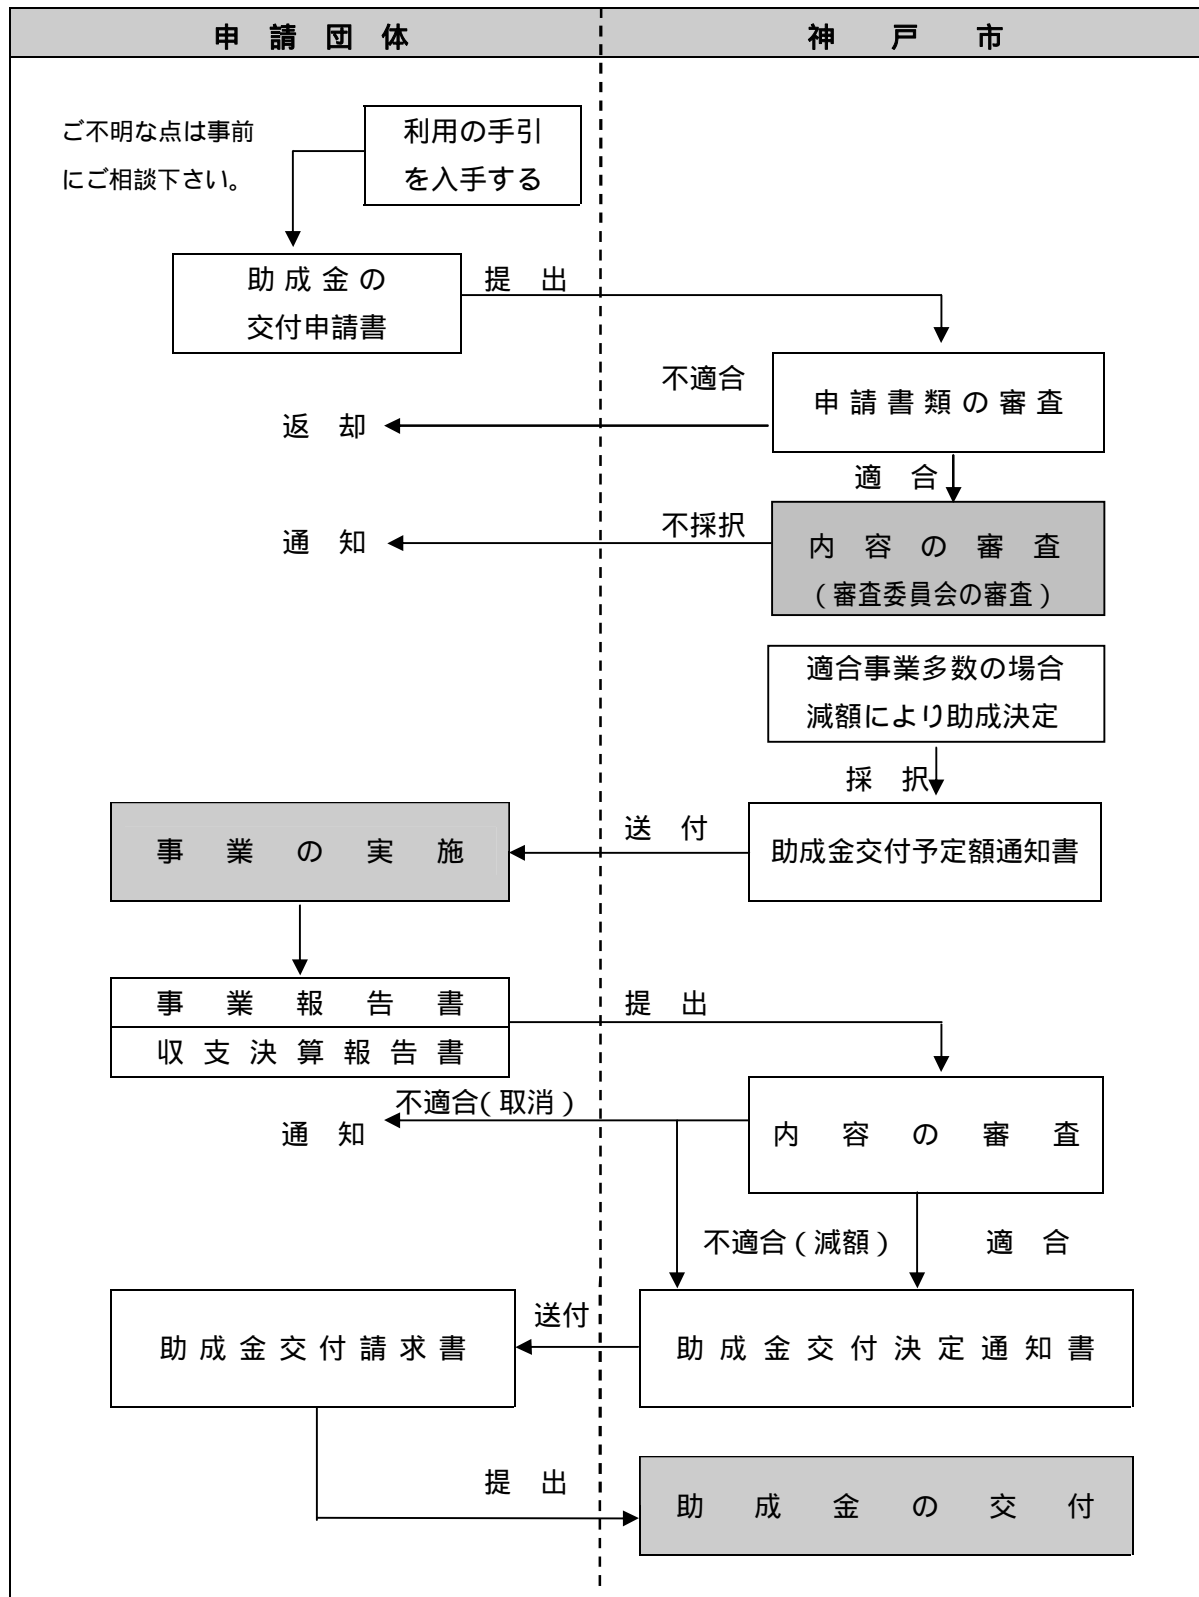 申請団体
神戸市
ご不明な点は事前
にご相談下さい。
利用の手引
を入手する
助成金の
交付申請書
提出
不適合
申請書類の審査
返却
適合
不採択
通知
内容の審査
(審査委員会の審査)
適合事業多数の場合
減額により助成決定
採択
事業の実施
送付
助成金交付予定額通知書
事業報告書
収支決算報告書
提出
不適合(取消)
通知
内容の審査
不適合(減額)
適合
助成金交付請求書
送付
助成金交付決定通知書
提出
助成金の交付